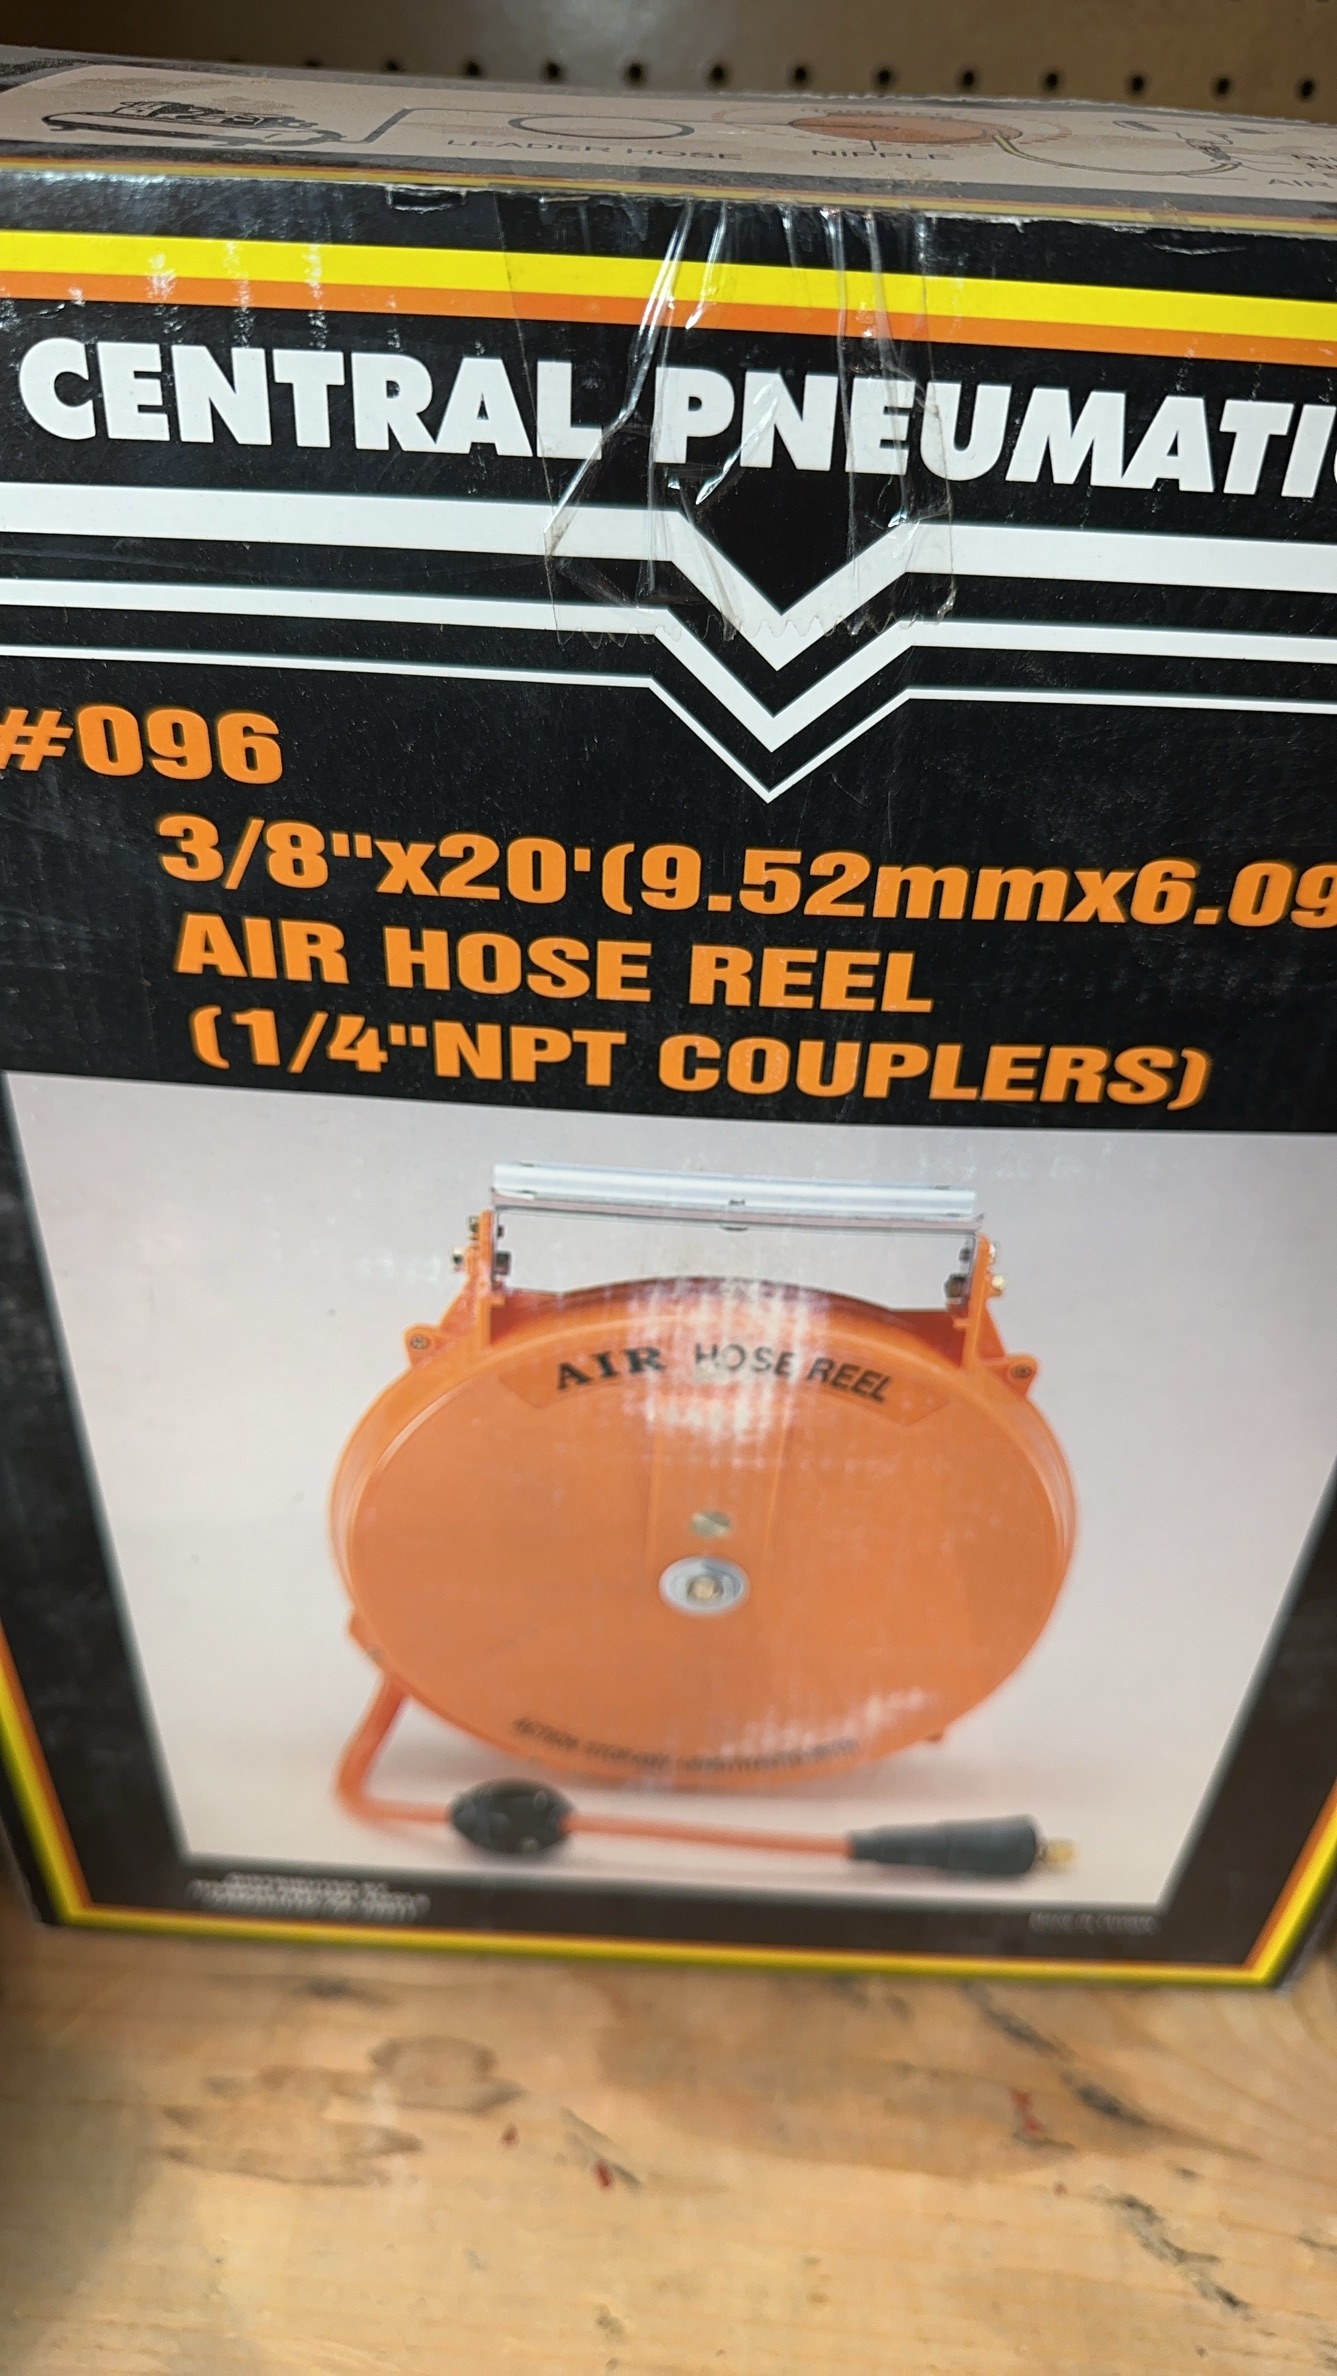 LEADER HOSE
NIPPLE
AIR
CENTRAL PNEUMATI
#096
3/8"x20'(9.52mmx6.09
AIR HOSE REEL
(1/4"NPT COUPLERS)
AIR HOSE REEL